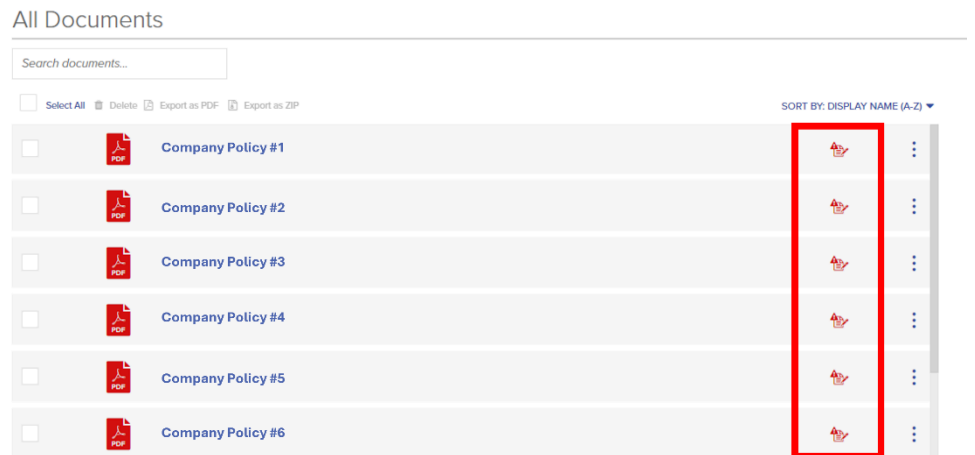 All Documents
Search documents...
Select All Delete Export as PDF Export as ZIP SORT BY: DISPLAY NAME (A-Z)
PDF Company Policy #1
PDF Company Policy #2
PDF Company Policy #3
PDF Company Policy #4
PDF Company Policy #5
PDF Company Policy #6